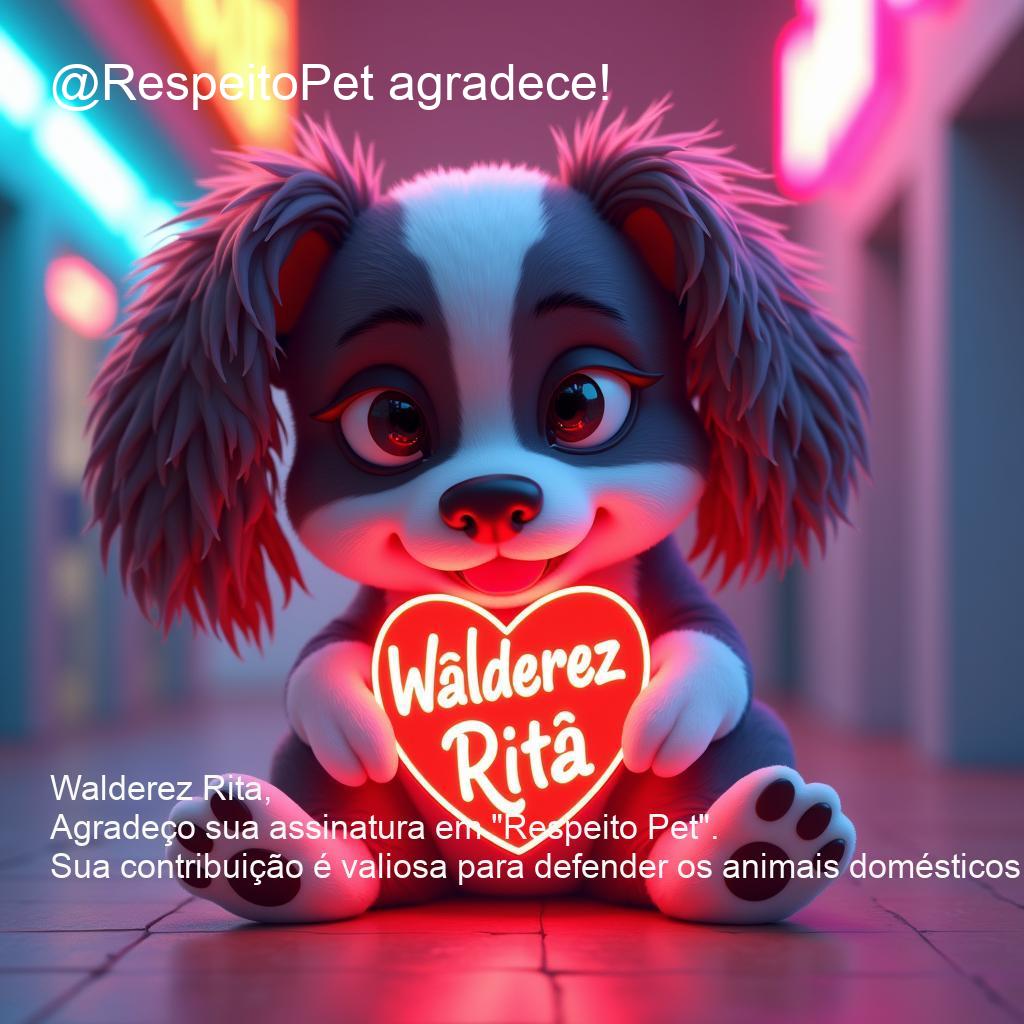 @RespeitoPet agradece!
Wâlderez
Ritâ
Walderez Rita,
Agradeço sua assinatura em "Respeito Pet".
Sua contribuição é valiosa para defender os animais domésticos